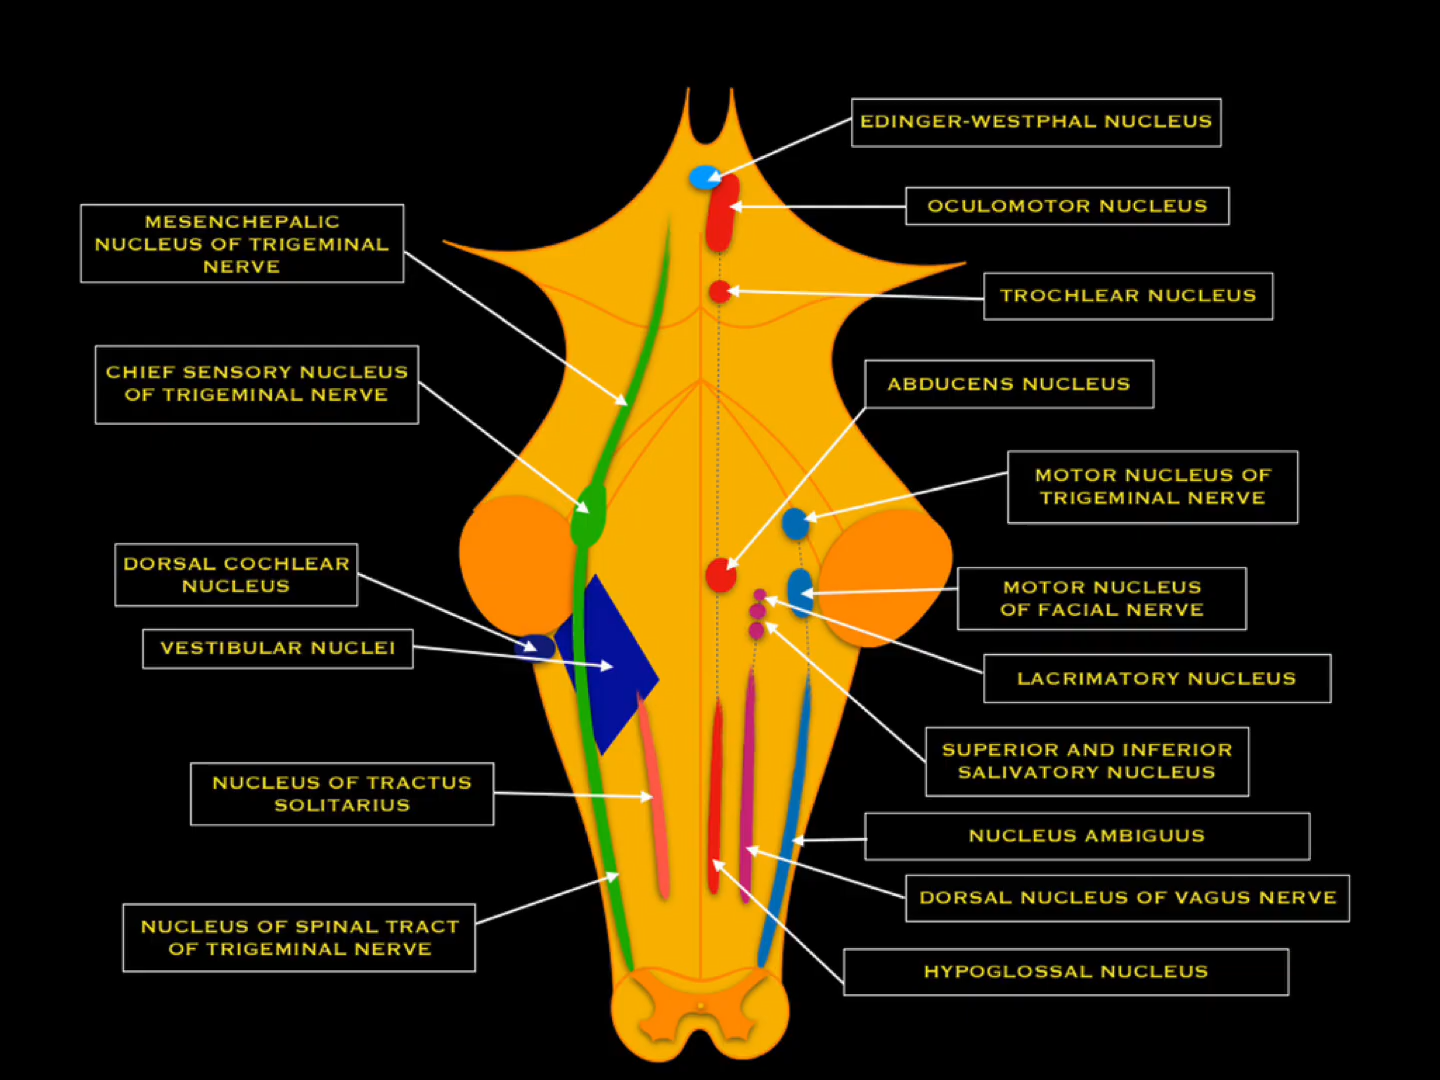 EDINGER-WESTPHAL NUCLEUS
OCULOMOTOR NUCLEUS
MESENCHEPALIC
NUCLEUS OF TRIGEMINAL
NERVE
TROCHLEAR NUCLEUS
CHIEF SENSORY NUCLEUS
OF TRIGEMINAL NERVE
ABDUCENS NUCLEUS
MOTOR NUCLEUS OF
TRIGEMINAL NERVE
DORSAL COCHLEAR
NUCLEUS
MOTOR NUCLEUS
OF FACIAL NERVE
VESTIBULAR NUCLEI
LACRIMATORY NUCLEUS
SUPERIOR AND INFERIOR
SALIVATORY NUCLEUS
NUCLEUS OF TRACTUS
SOLITARIUS
NUCLEUS AMBIGUUS
DORSAL NUCLEUS OF VAGUS NERVE
NUCLEUS OF SPINAL TRACT
OF TRIGEMINAL NERVE
HYPOGLOSSAL NUCLEUS